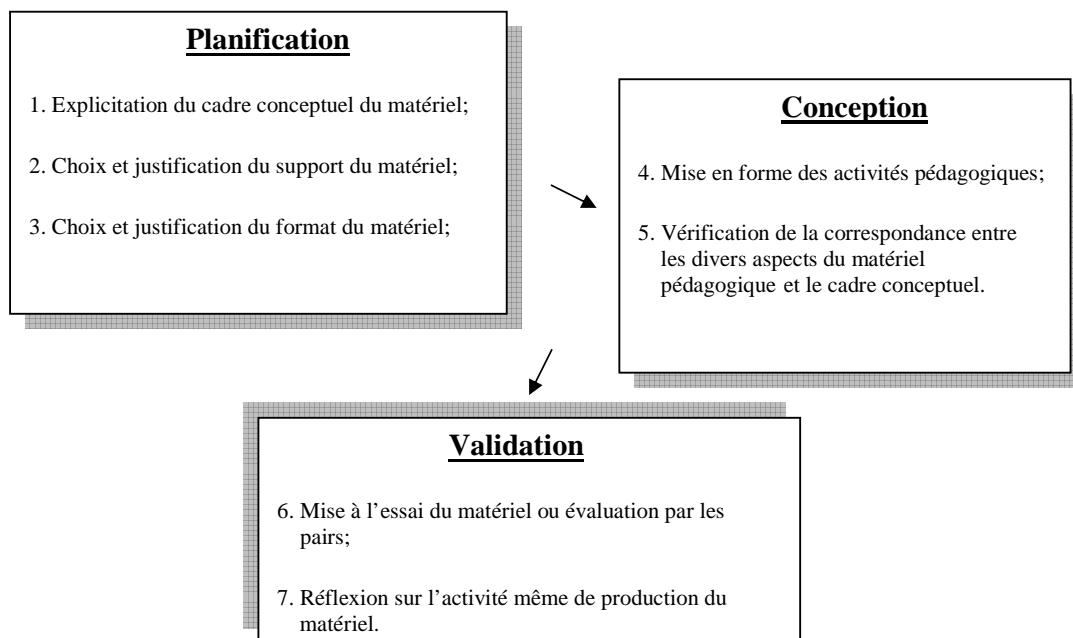 Planification
1. Explicitation du cadre conceptuel du matériel;
2. Choix et justification du support du matériel;
3. Choix et justification du format du matériel;
Conception
4. Mise en forme des activités pédagogiques;
5. Vérification de la correspondance entre
les divers aspects du matériel
pédagogique et le cadre conceptuel.
Validation
6. Mise à l’essai du matériel ou évaluation par les
pairs;
7. Réflexion sur l’activité même de production du
matériel.